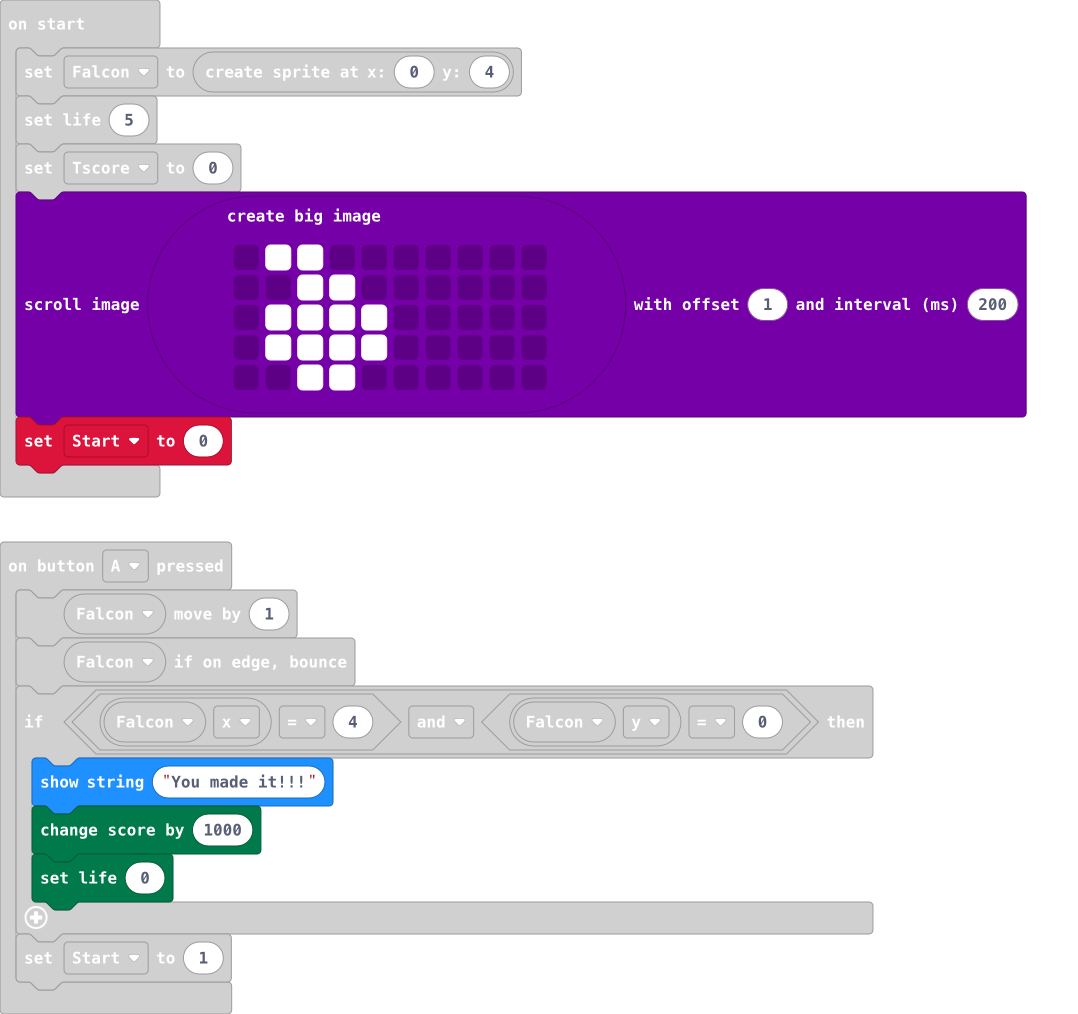 on start
set Falcon to create sprite at x: 0 y: 4
set life 5
set Tscore to 0
create big image
scroll image with offset 1 and interval (ms) 200
set Start to 0
on button A pressed
Falcon move by 1
Falcon if on edge, bounce
if Falcon x = 4 and Falcon y = 0 then
show string "You made it!!!"
change score by 1000
set life 0
set Start to 1